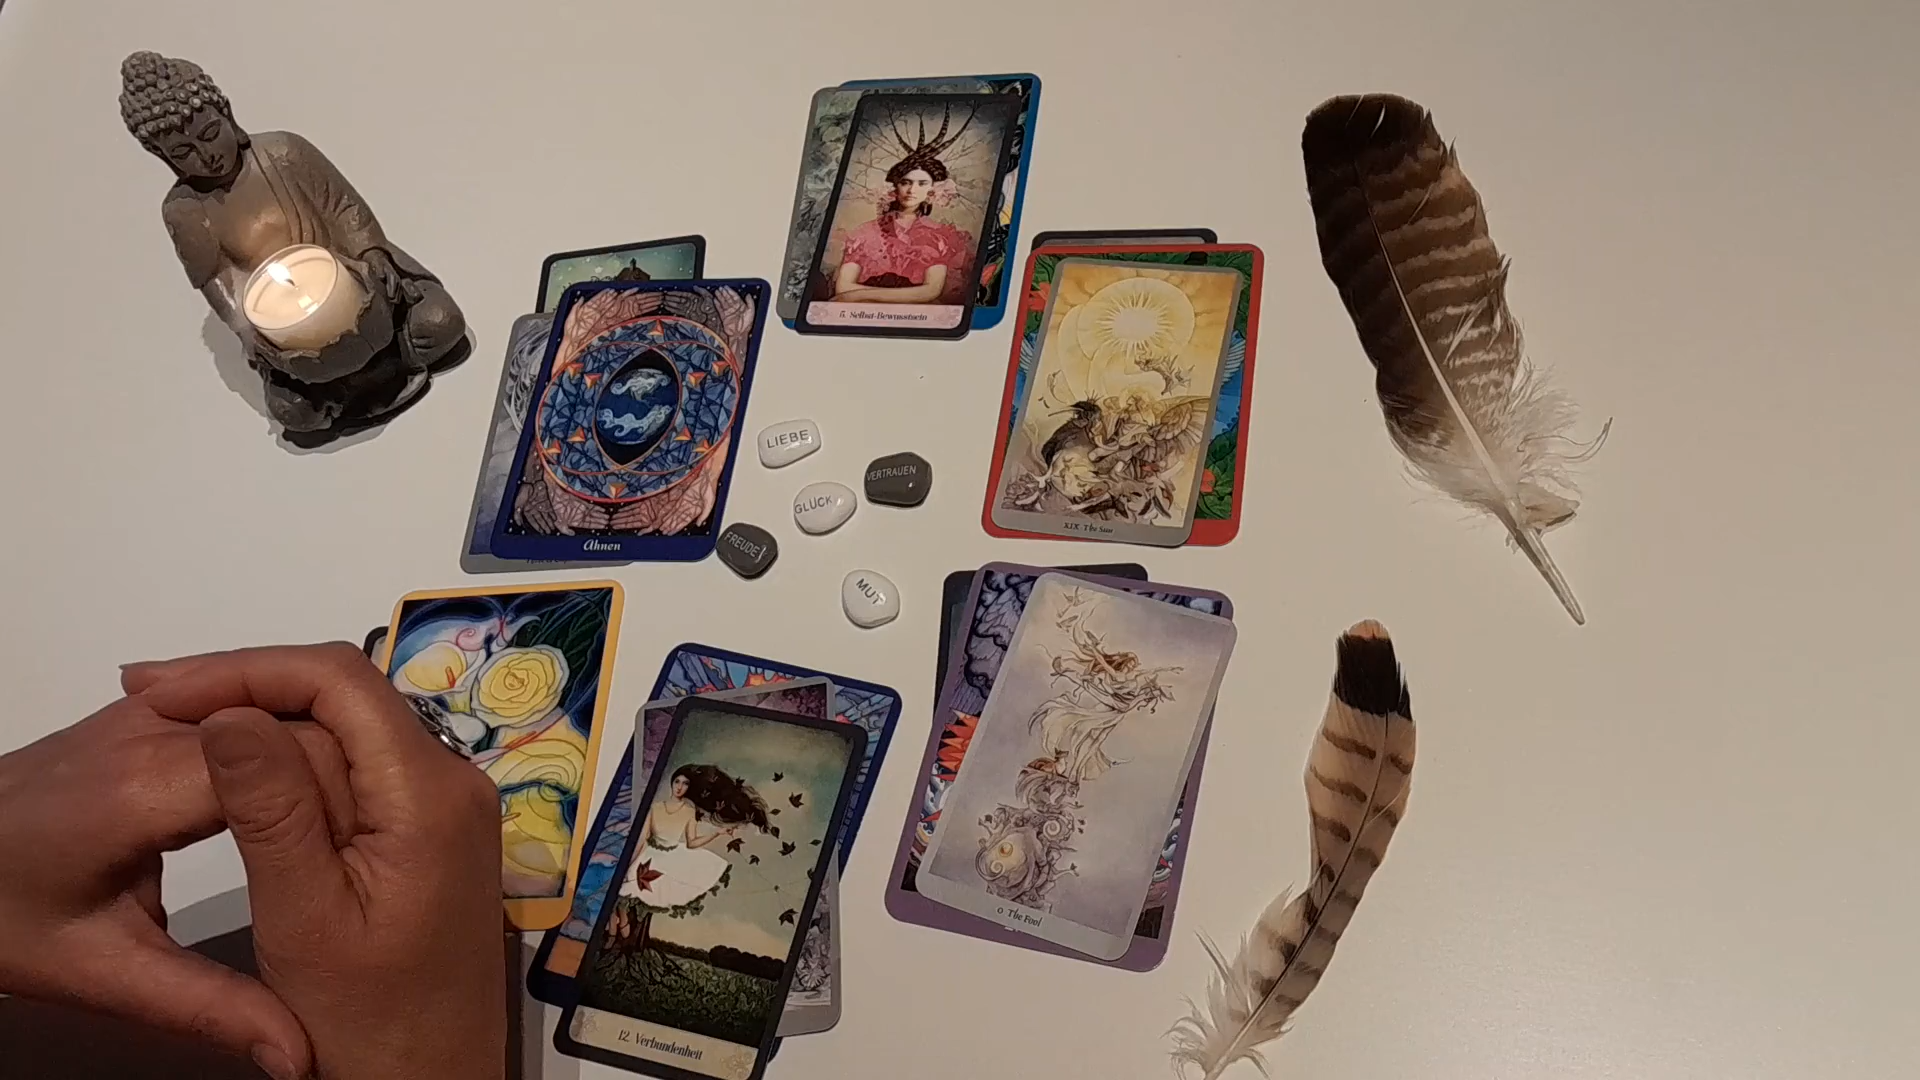 5. Selbst-Bewusstsein
XIX The Sun
LIEBE
VERTRAUEN
GLÜCK
FREUDE
MUT
Ahnen
0 The Fool
12. Verbundenheit